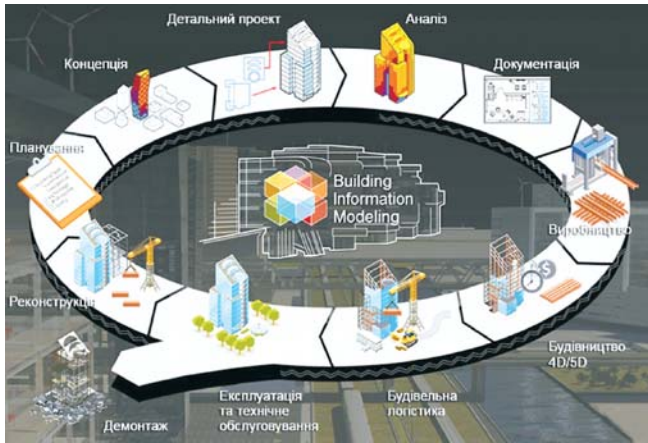 Детальний проект
Аналіз
Концепція
Документація
Планування
Building
Information
Modeling
Виробництво
Реконструкція
Будівництво
4D/5D
Експлуатація
та технічне
обслуговування
Будівельна
логістика
Демонтаж